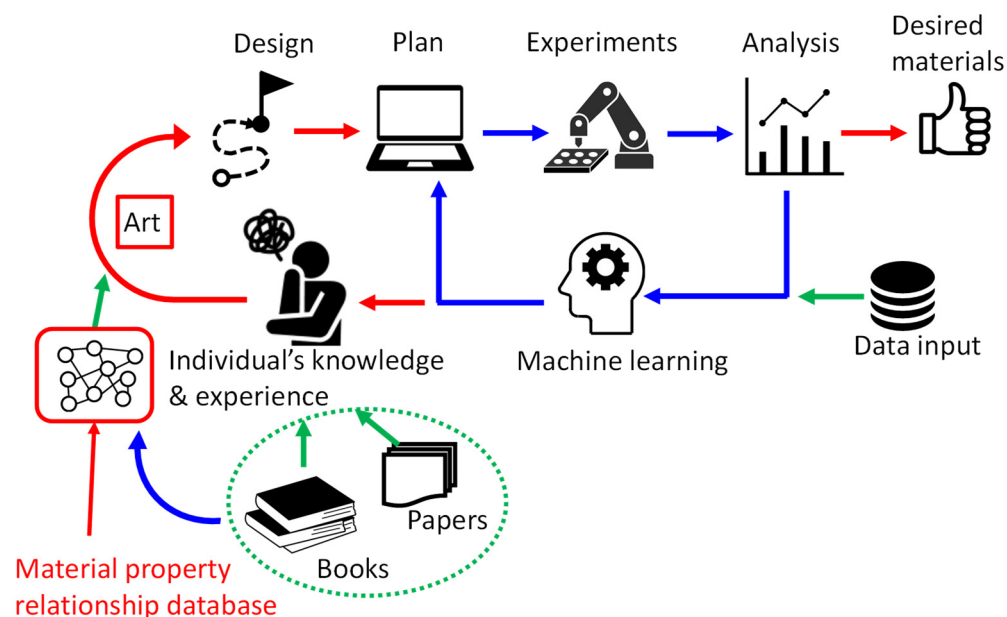 Design
Plan
Experiments
Analysis
Desired
materials
Art
Individual's knowledge
& experience
Machine learning
Data input
Papers
Books
Material property
relationship database